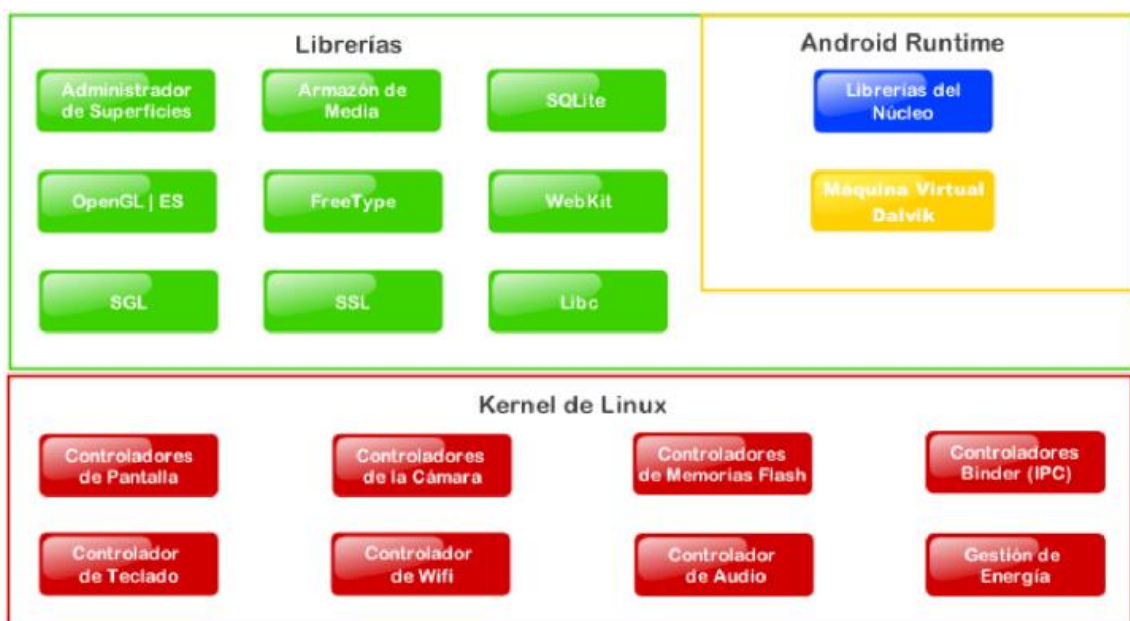 Librerías
Administrador
de Superficies
Armazón de
Media
SQLite
OpenGL | ES
FreeType
WebKit
SGL
SSL
Libc
Android Runtime
Librerías del
Núcleo
Máquina Virtual
Dalvik
Kernel de Linux
Controladores
de Pantalla
Controladores
de la Cámara
Controladores
de Memorias Flash
Controladores
Binder (IPC)
Controlador
de Teclado
Controlador
de Wifi
Controlador
de Audio
Gestión de
Energía